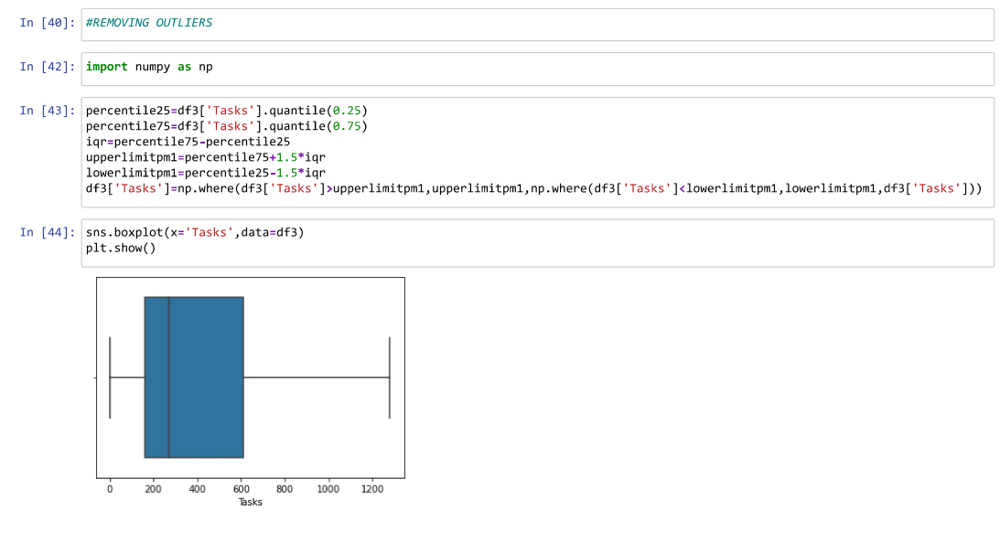 In [40]: #REMOVING OUTLIERS
In [42]: import numpy as np
In [43]: percentile25=df3['Tasks'].quantile(0.25)
percentile75=df3['Tasks'].quantile(0.75)
iqr=percentile75-percentile25
upperlimitpm1=percentile75+1.5*iqr
lowerlimitpm1=percentile25-1.5*iqr
df3['Tasks']=np.where(df3['Tasks']>upperlimitpm1,upperlimitpm1,np.where(df3['Tasks']<lowerlimitpm1,lowerlimitpm1,df3['Tasks']))
In [44]: sns.boxplot(x='Tasks',data=df3)
plt.show()
0 200 400 600 800 1000 1200
Tasks